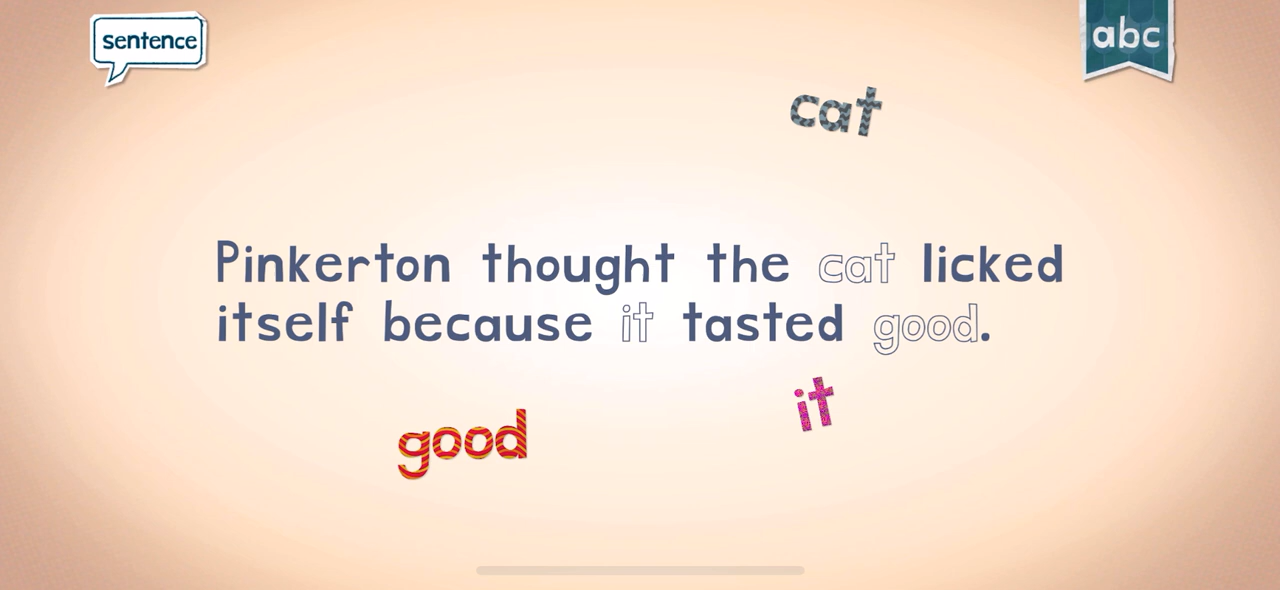 sentence
abc
cat
Pinkerton thought the cat licked
itself because it tasted good.
it
good